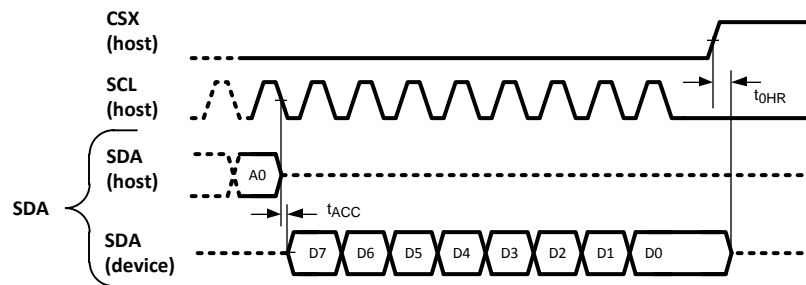 CSX
(host)
SCL
(host)
t0HR
SDA
(host)
A0
SDA
tACC
SDA
(device)
D7 D6 D5 D4 D3 D2 D1 D0